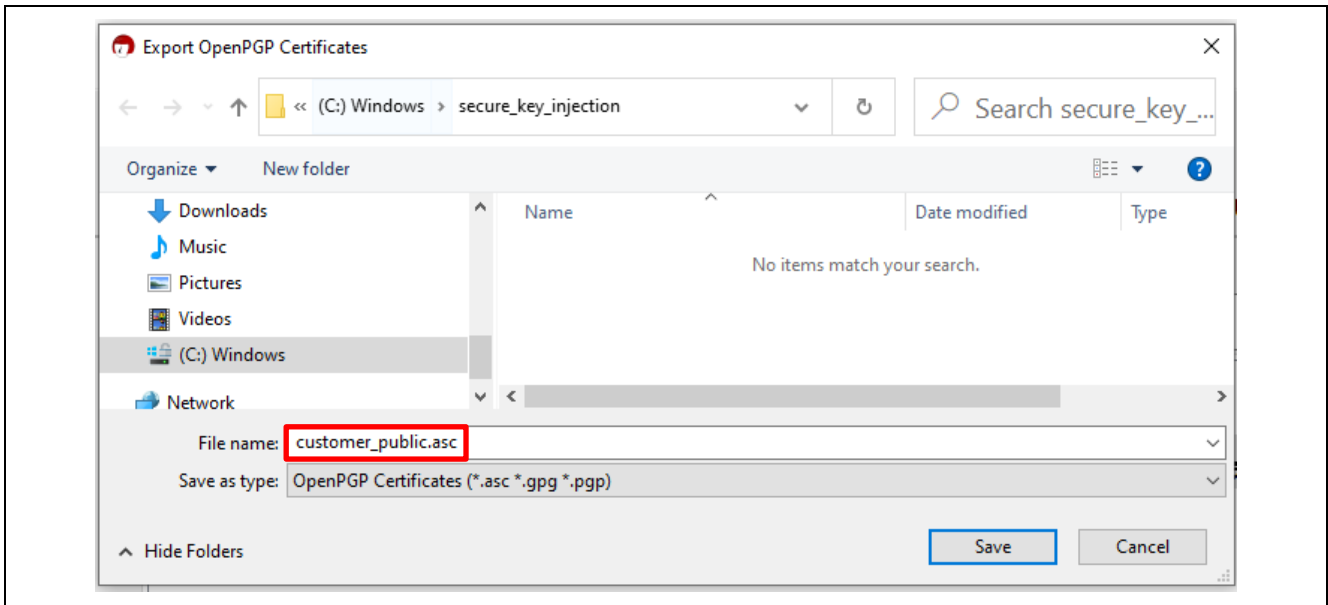 Export OpenPGP Certificates
« (C:) Windows › secure_key_injection
Search secure_key_...
Organize
New folder
Name
Date modified
Type
Downloads
Music
Pictures
Videos
(C:) Windows
Network
No items match your search.
File name: customer_public.asc
Save as type: OpenPGP Certificates (*.asc *.gpg *.pgp)
Hide Folders
Save
Cancel